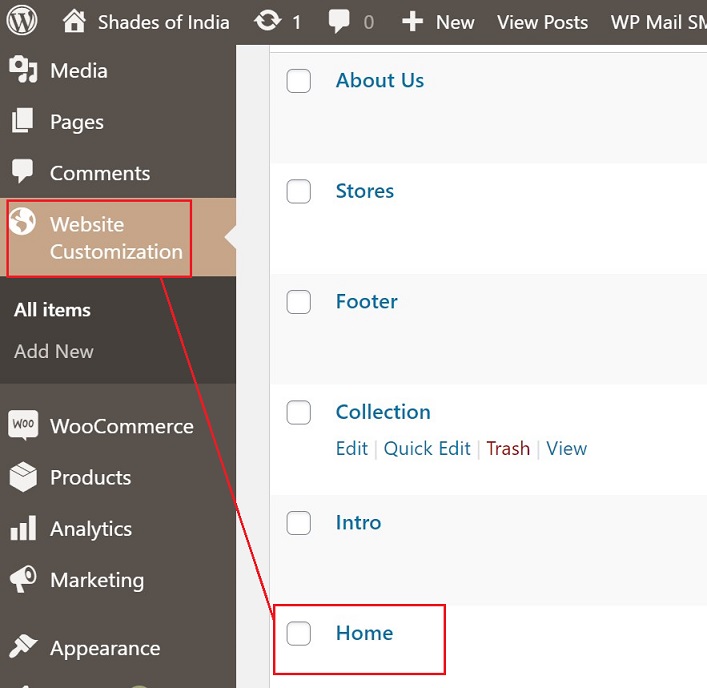 Shades of India 1 0 New View Posts WP Mail SM
Media
Pages
Comments
Website
Customization
All items
Add New
WOO
WooCommerce
Products
Analytics
Marketing
Appearance
About Us
Stores
Footer
Collection
Edit | Quick Edit | Trash | View
Intro
Home